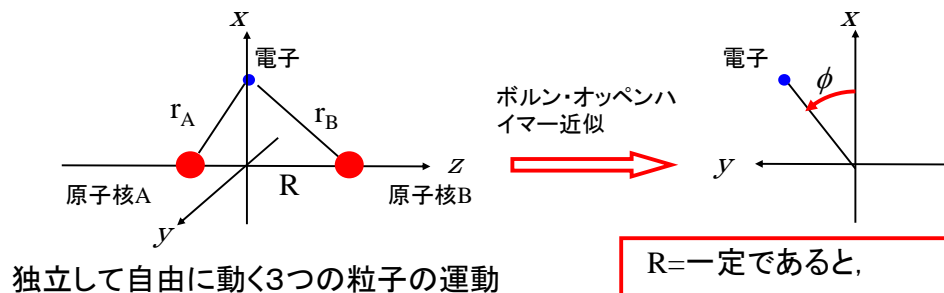 x
電子
r_A
r_B
z
R
原子核A
原子核B
y
ボルン・オッペンハ
イマー近似
x
電子
ϕ
y
独立して自由に動く３つの粒子の運動
R=一定であると,